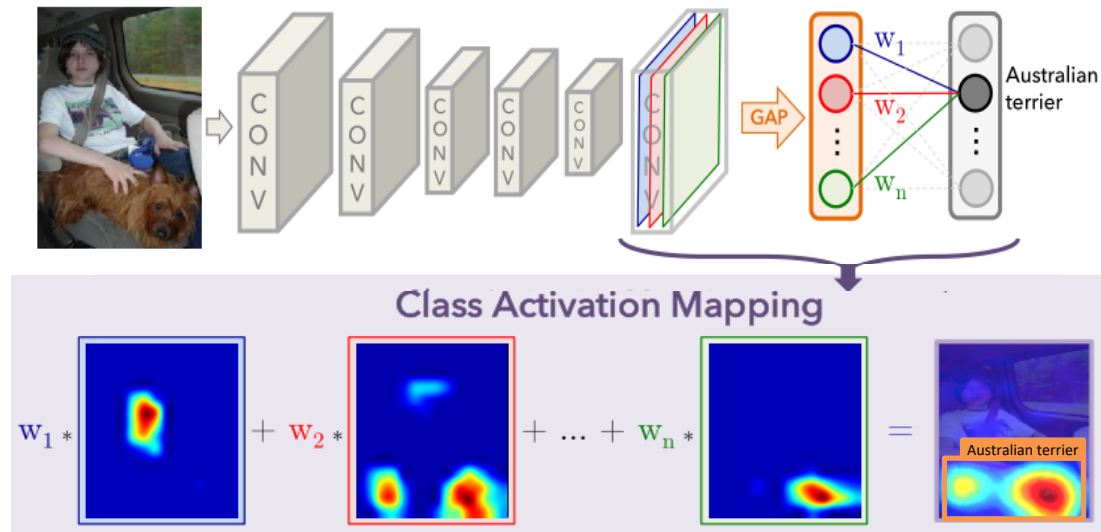 CONV
CONV
CONV
CONV
CONV
CONV
GAP
w1
w2
wn
Australian
terrier
Class Activation Mapping
w1 * + w2 * + ... + wn * =
Australian terrier